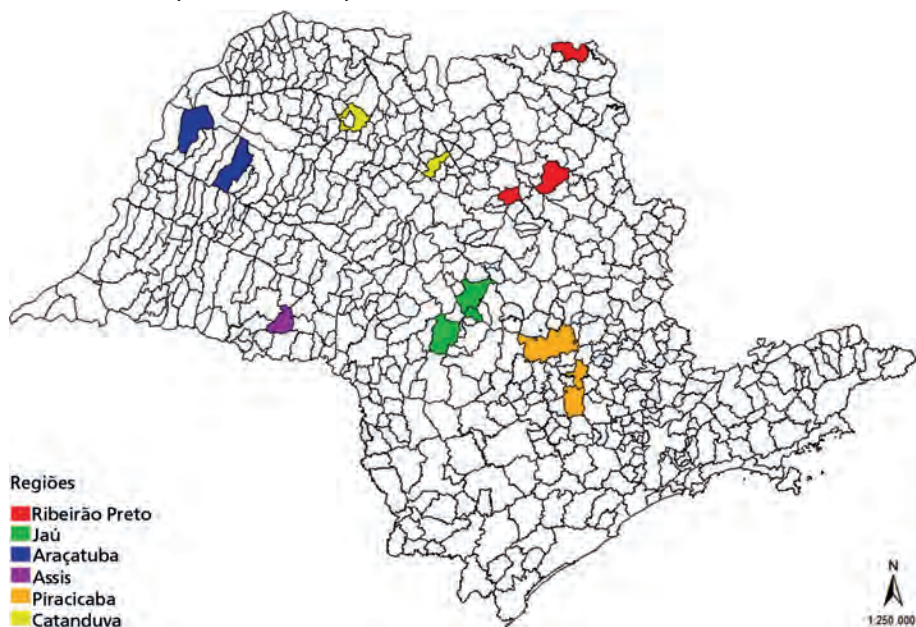 Regiões
Ribeirão Preto
Jaú
Araçatuba
Assis
Piracicaba
Catanduva
N
1:250.000